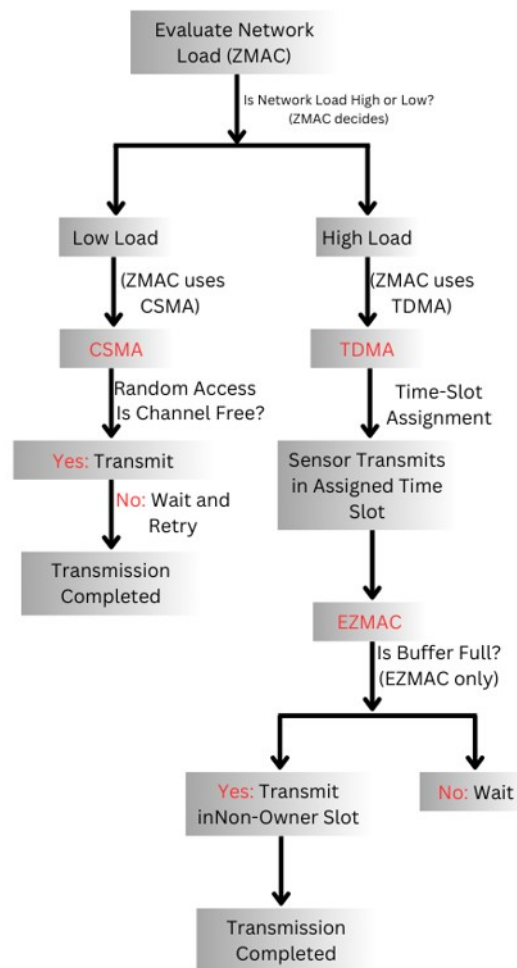 Evaluate Network
Load (ZMAC)
Is Network Load High or Low?
(ZMAC decides)
Low Load
High Load
(ZMAC uses
CSMA)
(ZMAC uses
TDMA)
CSMA
TDMA
Random Access
Is Channel Free?
Time-Slot
Assignment
Yes: Transmit
Sensor Transmits
in Assigned Time
Slot
No: Wait and
Retry
Transmission
Completed
EZMAC
Is Buffer Full?
(EZMAC only)
Yes: Transmit
inNon-Owner Slot
No: Wait
Transmission
Completed